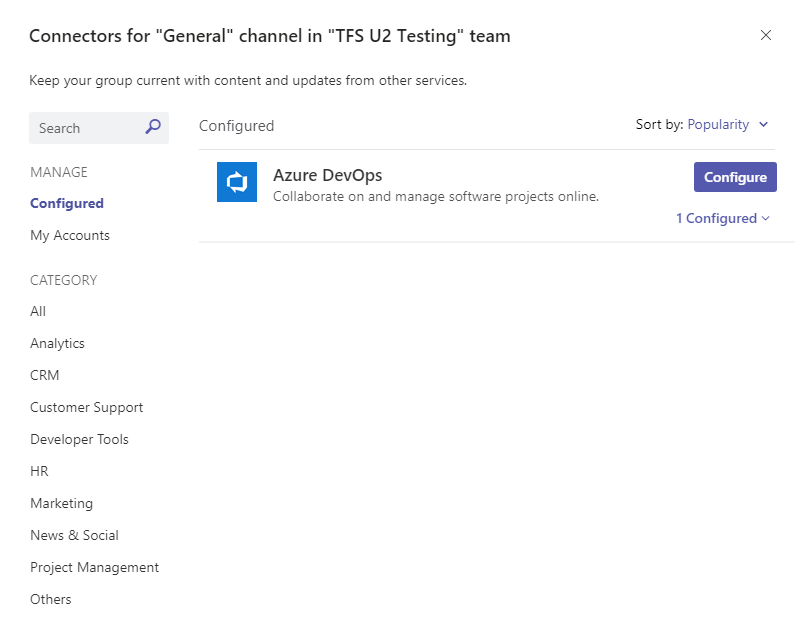 Connectors for "General" channel in "TFS U2 Testing" team
Keep your group current with content and updates from other services.
Search
MANAGE
Configured
My Accounts
CATEGORY
All
Analytics
CRM
Customer Support
Developer Tools
HR
Marketing
News & Social
Project Management
Others
Configured
Sort by: Popularity
Azure DevOps
Collaborate on and manage software projects online.
Configure
1 Configured